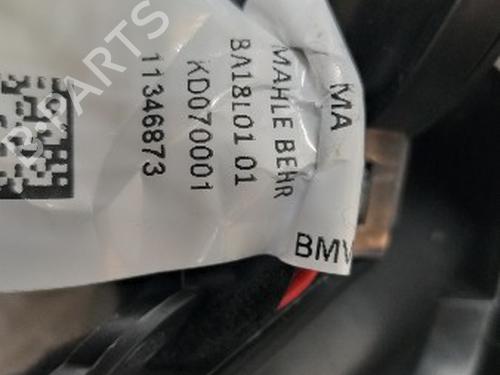 MA
MAHLE BEHR
BA18L01 01
KD070001
11346873
BMW
B-PARTS